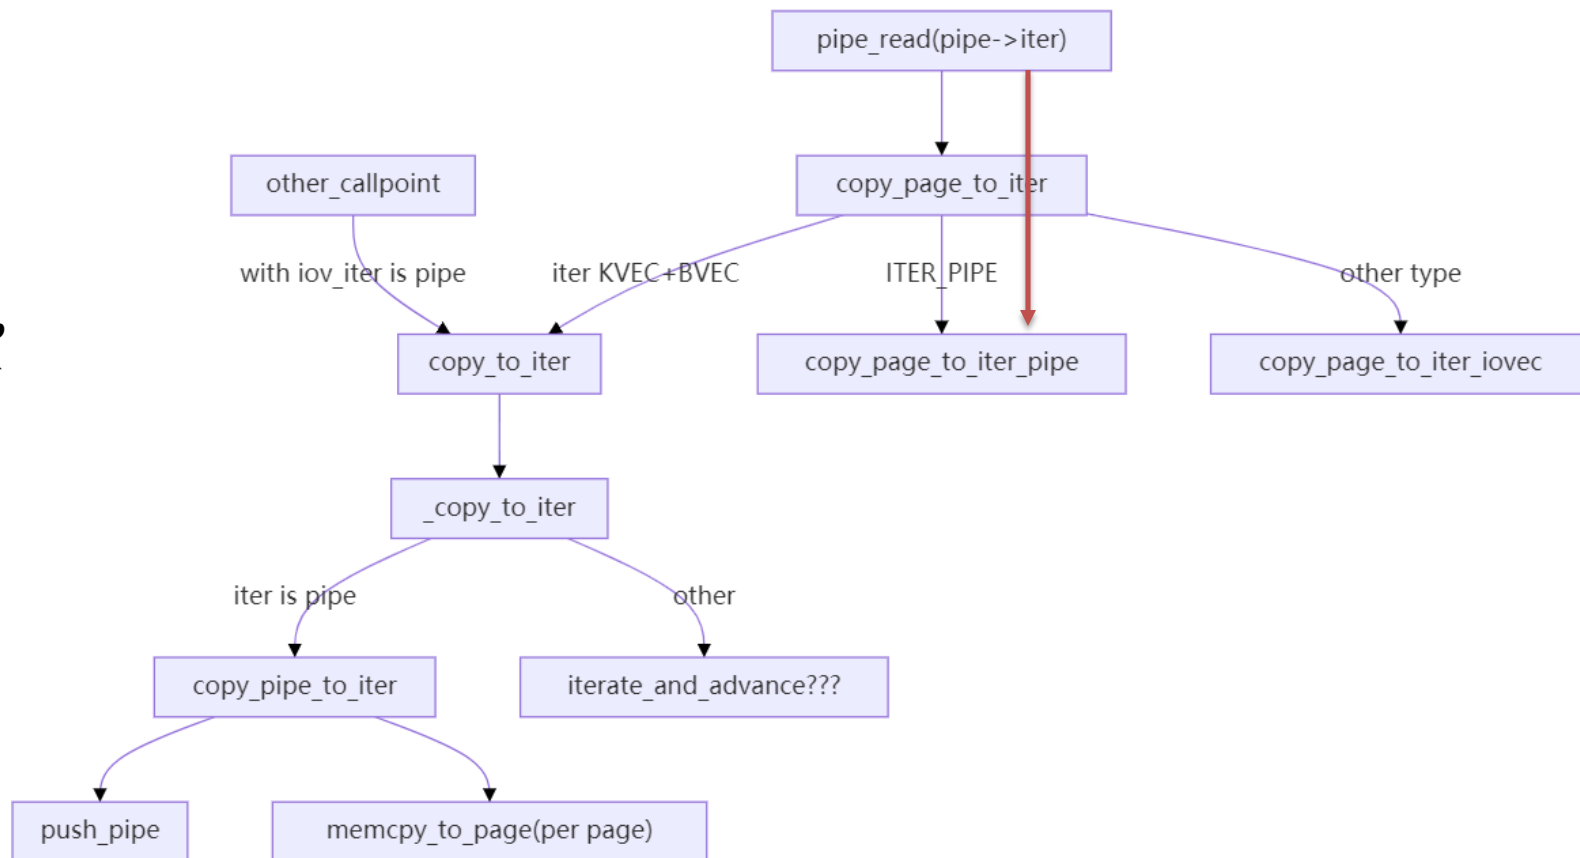 pipe_read(pipe->iter)
other_callpoint
copy_page_to_iter
with iov_iter is pipe
iter KVEC+BVEC
ITER_PIPE
other type
copy_to_iter
copy_page_to_iter_pipe
copy_page_to_iter_iovec
_copy_to_iter
iter is pipe
other
copy_pipe_to_iter
iterate_and_advance???
push_pipe
memcpy_to_page(per page)